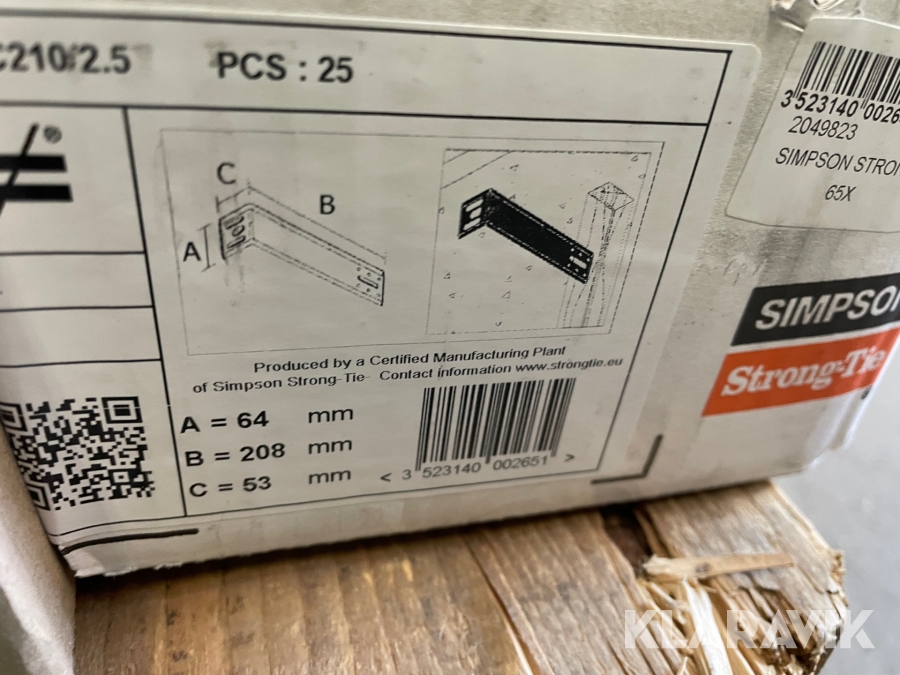 C210/2.5 PCS : 25
®
C
B
A
Produced by a Certified Manufacturing Plant
of Simpson Strong-Tie- Contact information www.strongtie.eu
A = 64 mm
B = 208 mm
C = 53 mm
< 3 523140 002651 >
3 523140 0026
2049823
SIMPSON STRON
65X
SIMPSON
Strong-Tie
KLARAVIK